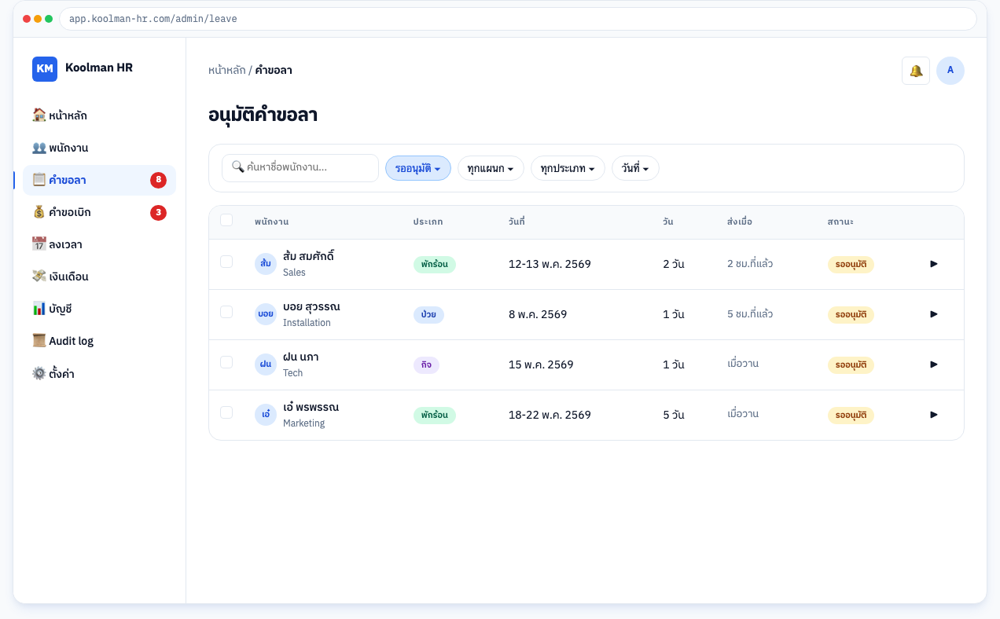 app.koolman-hr.com/admin/leave
KM Koolman HR
หน้าหลัก
พนักงาน
คำขอลา 8
คำขอเบิก 3
17 ลงเวลา
เงินเดือน
บัญชี
Audit log
ตั้งค่า
หน้าหลัก / คำขอลา
A
อนุมัติคำขอลา
ค้นหาชื่อพนักงาน... รออนุมัติ ทุกแผนก ทุกประเภท วันที่
พนักงาน ประเภท วันที่ วัน ส่งเมื่อ สถานะ
ส้ม ส้ม สมศักดิ์ พักร้อน 12-13 พ.ค. 2569 2 วัน 2 ชม.ที่แล้ว รออนุมัติ
Sales
บอย บอย สุวรรณ ป่วย 8 พ.ค. 2569 1 วัน 5 ชม.ที่แล้ว รออนุมัติ
Installation
ฝน ฝน นภา กิจ 15 พ.ค. 2569 1 วัน เมื่อวาน รออนุมัติ
Tech
เอ๋ เอ๋ พรพรรณ พักร้อน 18-22 พ.ค. 2569 5 วัน เมื่อวาน รออนุมัติ
Marketing